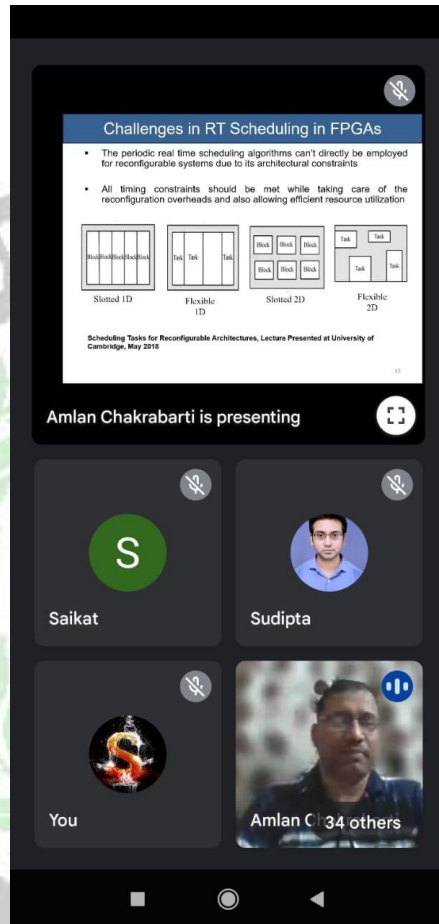 Challenges in RT Scheduling in FPGAs
• The periodic real time scheduling algorithms can't directly be employed
for reconfigurable systems due to its architectural constraints
• All timing constraints should be met while taking care of the
reconfiguration overheads and also allowing efficient resource utilization
Block Block Block Block Block
Task Task Task
Block Block Block
Block Block Block
Task Task
Task Task
Slotted 1D
Flexible
1D
Slotted 2D
Flexible
2D
Scheduling Tasks for Reconfigurable Architectures, Lecture Presented at University of
Cambridge, May 2018
15
Amlan Chakrabarti is presenting
S
Saikat
Sudipta
S
You
Amlan C
34 others